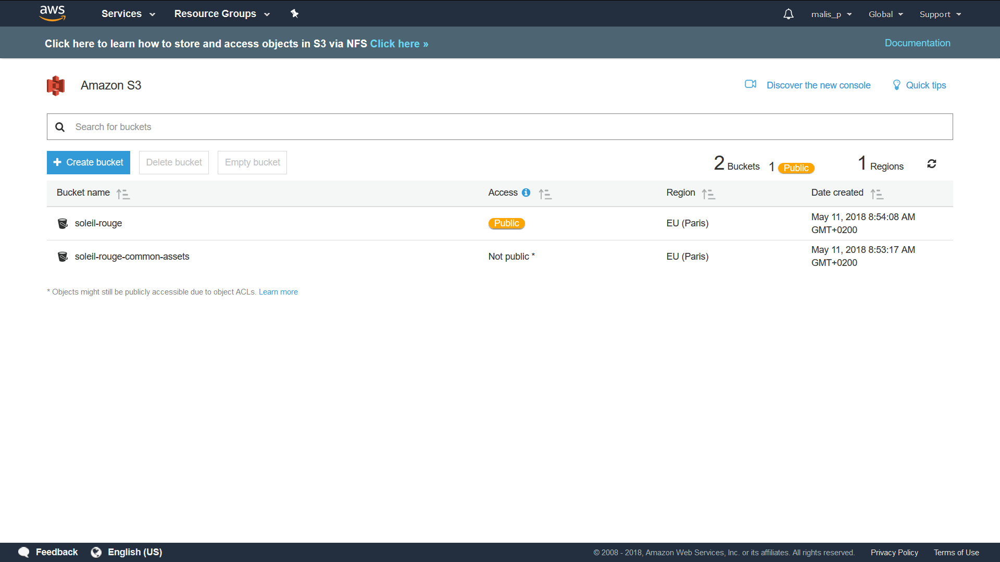 aws Services Resource Groups malis_p Global Support
Click here to learn how to store and access objects in S3 via NFS Click here » Documentation
Amazon S3 Discover the new console Quick tips
Search for buckets
Create bucket Delete bucket Empty bucket 2 Buckets 1 Public 1 Regions
Bucket name Access Region Date created
soleil-rouge Public EU (Paris) May 11, 2018 8:54:08 AM
GMT+0200
soleil-rouge-common-assets Not public * EU (Paris) May 11, 2018 8:53:17 AM
GMT+0200
* Objects might still be publicly accessible due to object ACLs. Learn more
Feedback English (US) © 2008 - 2018, Amazon Web Services, Inc. or its affiliates. All rights reserved. Privacy Policy Terms of Use